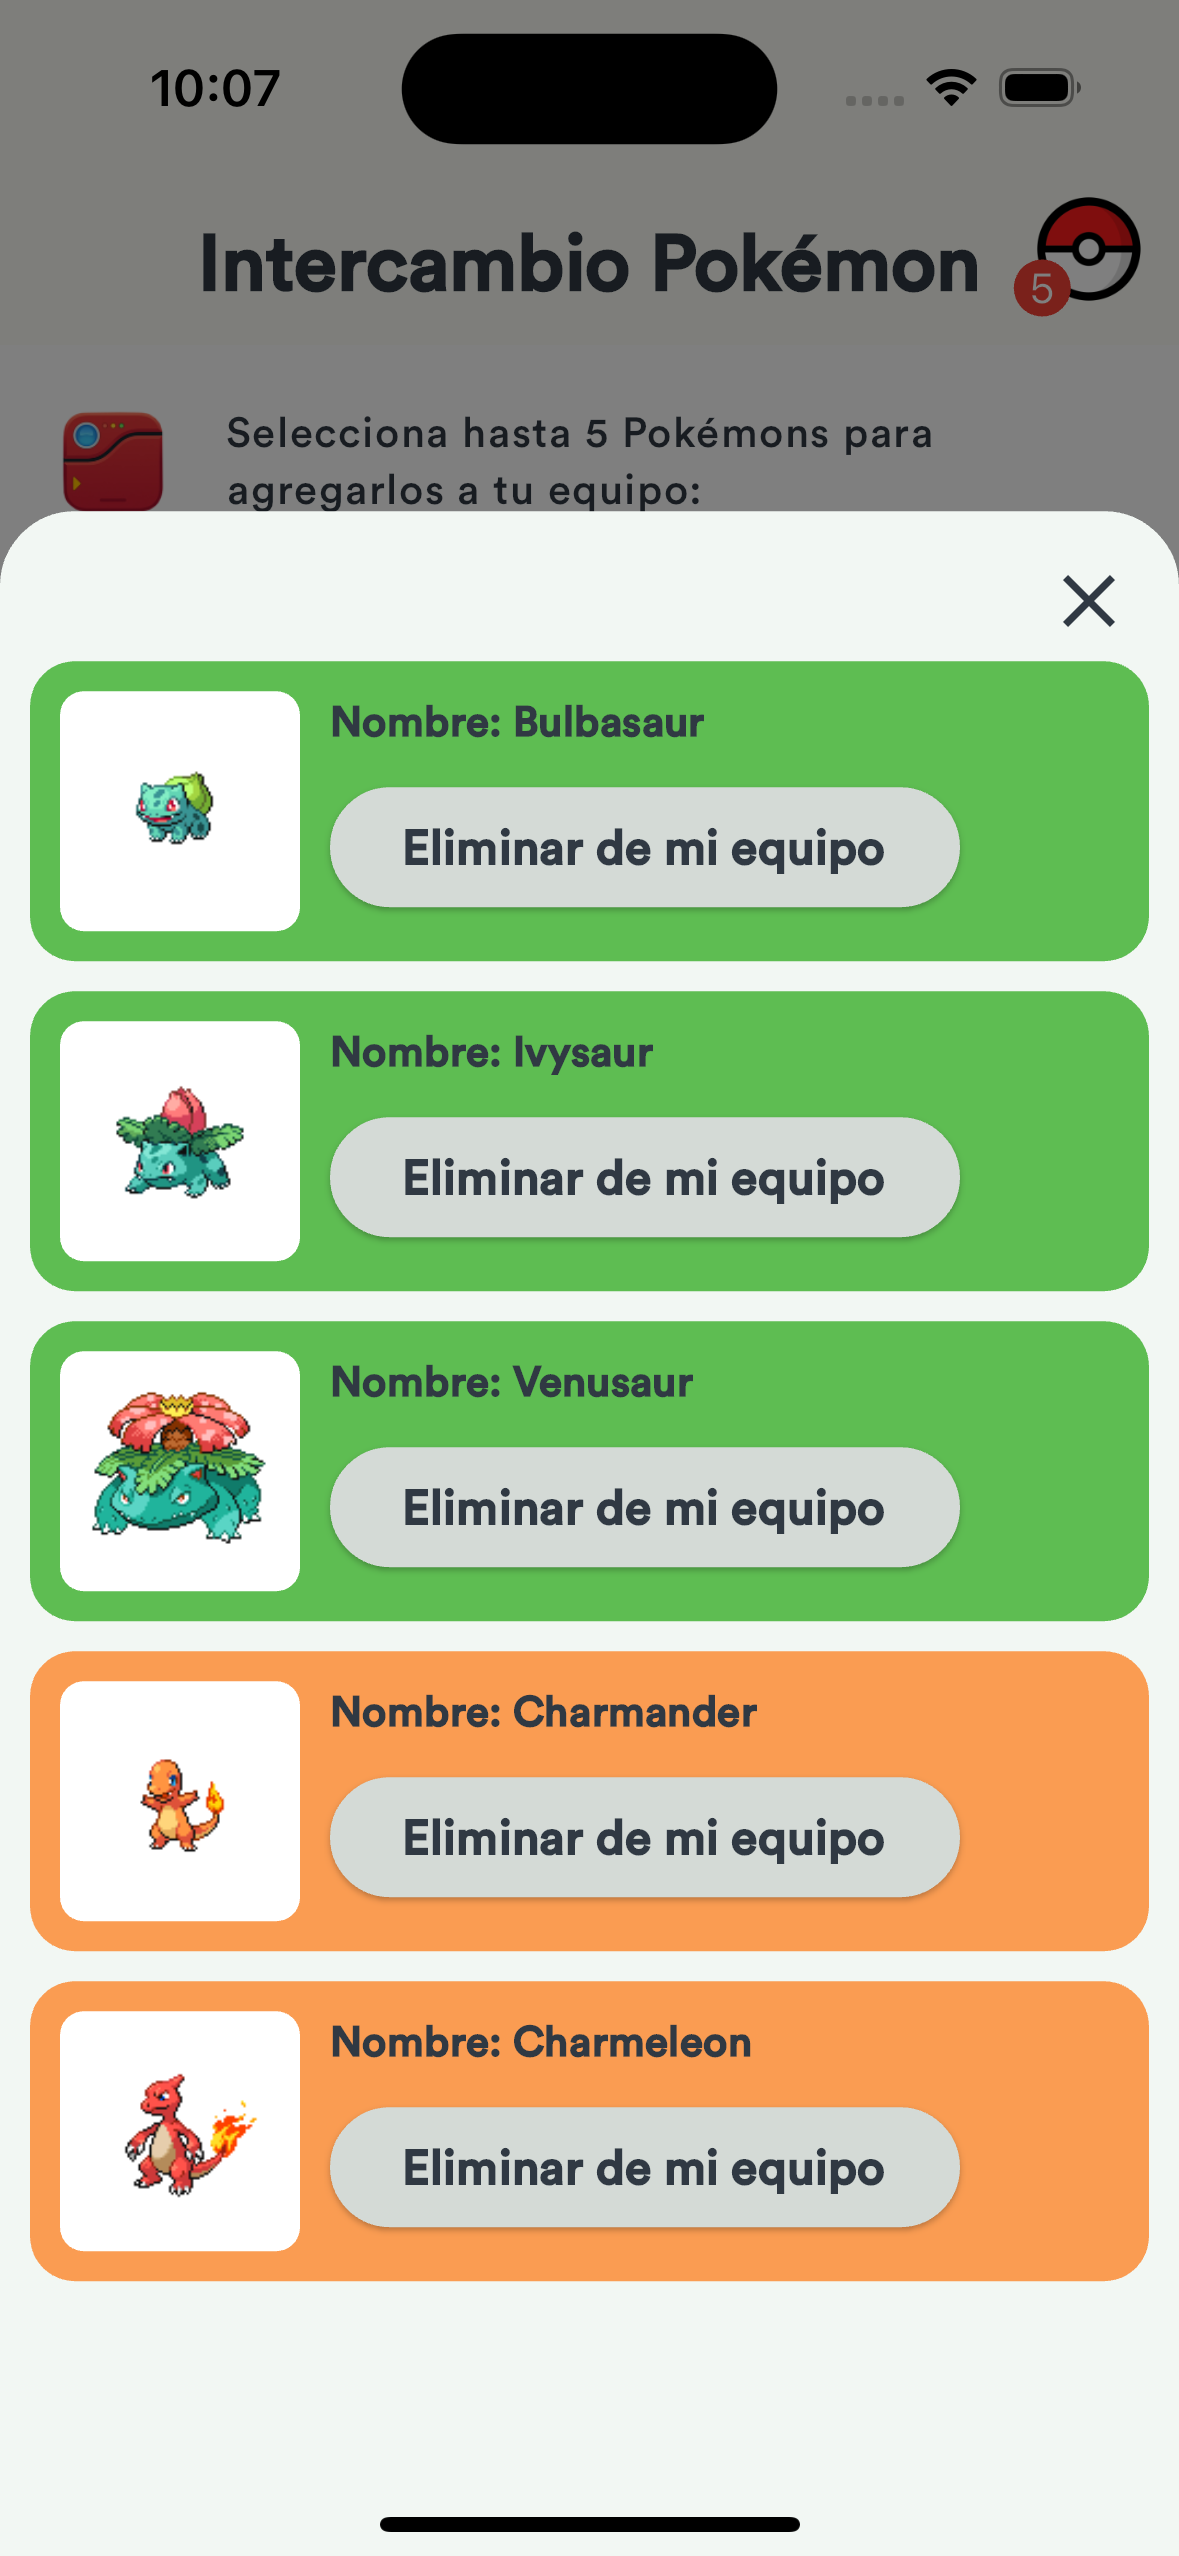 10:07
Intercambio Pokémon
5
Selecciona hasta 5 Pokémons para
agregarlos a tu equipo:
Nombre: Bulbasaur
Eliminar de mi equipo
Nombre: Ivysaur
Eliminar de mi equipo
Nombre: Venusaur
Eliminar de mi equipo
Nombre: Charmander
Eliminar de mi equipo
Nombre: Charmeleon
Eliminar de mi equipo